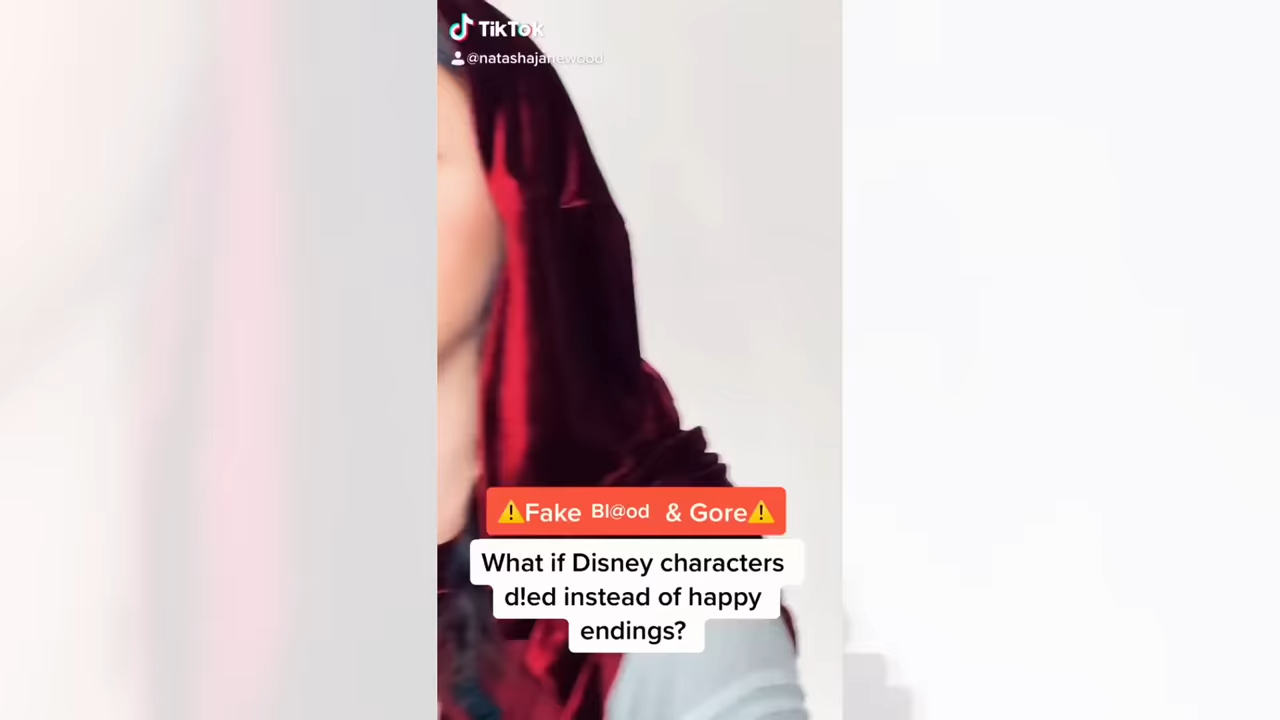 TikTok
@natashajanewood
⚠️Fake Bl@od & Gore⚠️
What if Disney characters
d!ed instead of happy
endings?